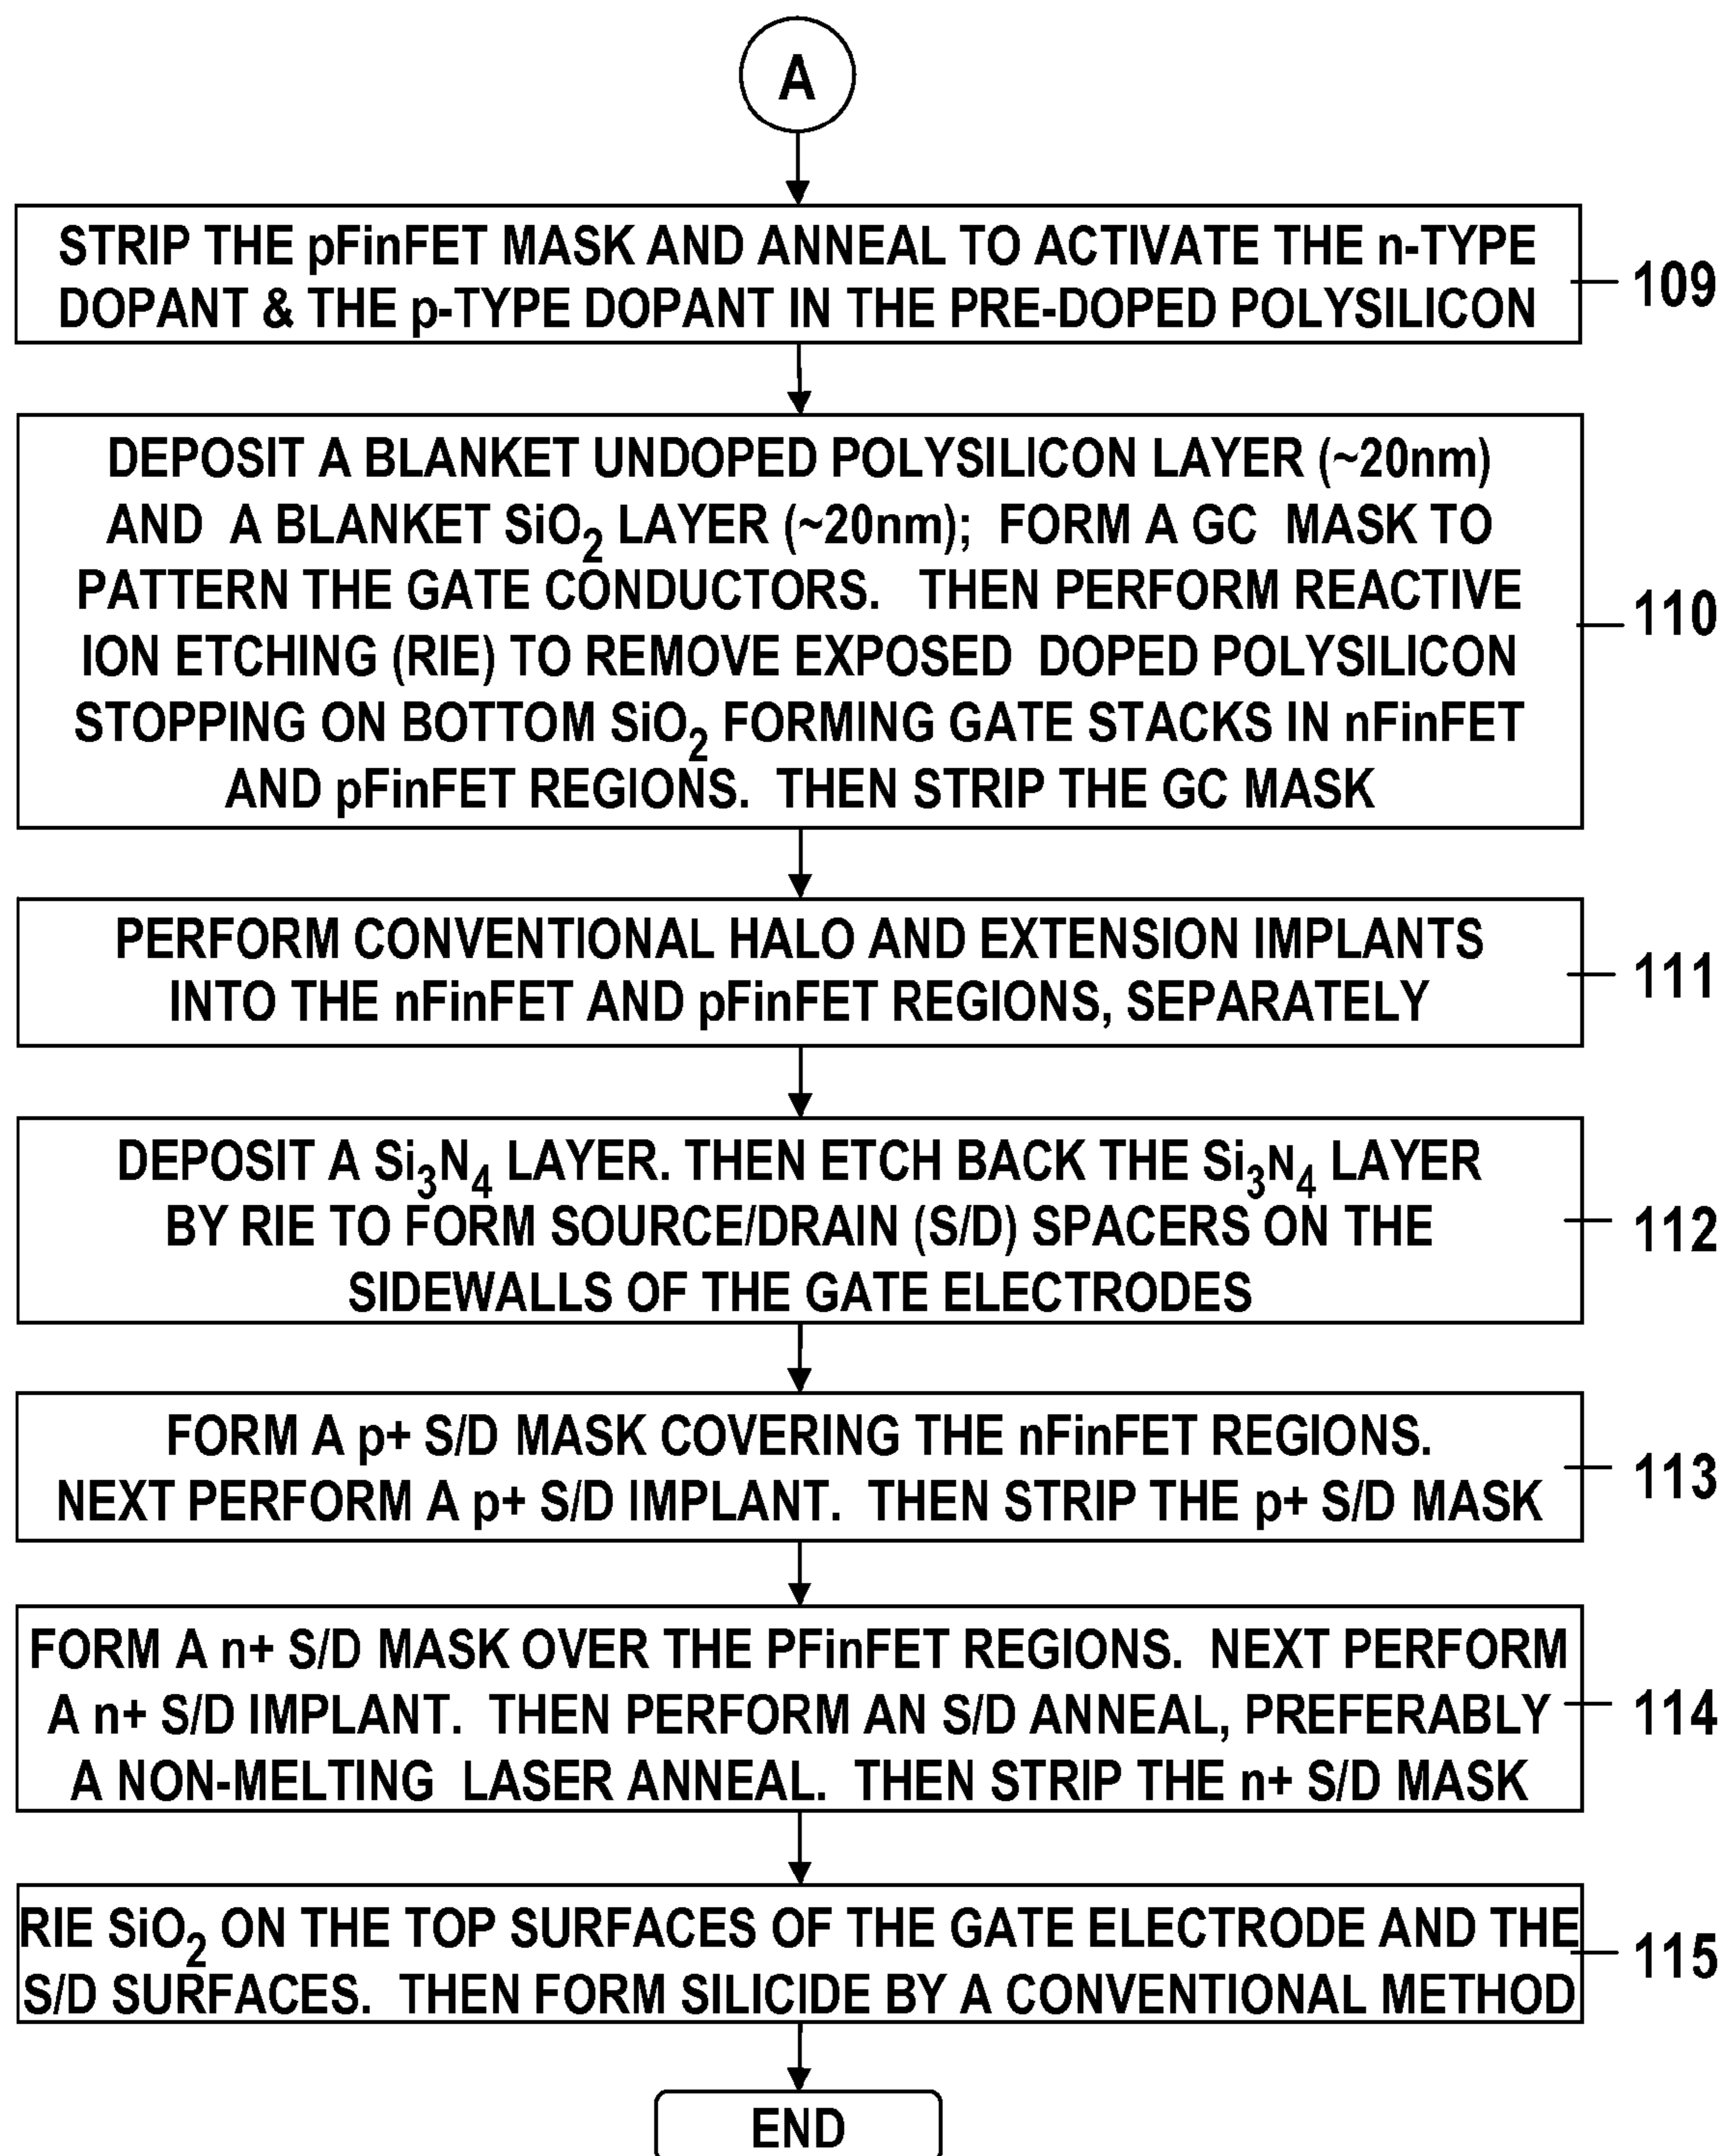 A
STRIP THE pFinFET MASK AND ANNEAL TO ACTIVATE THE n-TYPE
DOPANT & THE p-TYPE DOPANT IN THE PRE-DOPED POLYSILICON
109
DEPOSIT A BLANKET UNDOPED POLYSILICON LAYER (~20nm)
AND A BLANKET SiO₂ LAYER (~20nm); FORM A GC MASK TO
PATTERN THE GATE CONDUCTORS. THEN PERFORM REACTIVE
ION ETCHING (RIE) TO REMOVE EXPOSED DOPED POLYSILICON
STOPPING ON BOTTOM SiO₂ FORMING GATE STACKS IN nFinFET
AND pFinFET REGIONS. THEN STRIP THE GC MASK
110
PERFORM CONVENTIONAL HALO AND EXTENSION IMPLANTS
INTO THE nFinFET AND pFinFET REGIONS, SEPARATELY
111
DEPOSIT A Si₃N₄ LAYER. THEN ETCH BACK THE Si₃N₄ LAYER
BY RIE TO FORM SOURCE/DRAIN (S/D) SPACERS ON THE
SIDEWALLS OF THE GATE ELECTRODES
112
FORM A p+ S/D MASK COVERING THE nFinFET REGIONS.
NEXT PERFORM A p+ S/D IMPLANT. THEN STRIP THE p+ S/D MASK
113
FORM A n+ S/D MASK OVER THE PFinFET REGIONS. NEXT PERFORM
A n+ S/D IMPLANT. THEN PERFORM AN S/D ANNEAL, PREFERABLY
A NON-MELTING LASER ANNEAL. THEN STRIP THE n+ S/D MASK
114
RIE SiO₂ ON THE TOP SURFACES OF THE GATE ELECTRODE AND THE
S/D SURFACES. THEN FORM SILICIDE BY A CONVENTIONAL METHOD
115
END